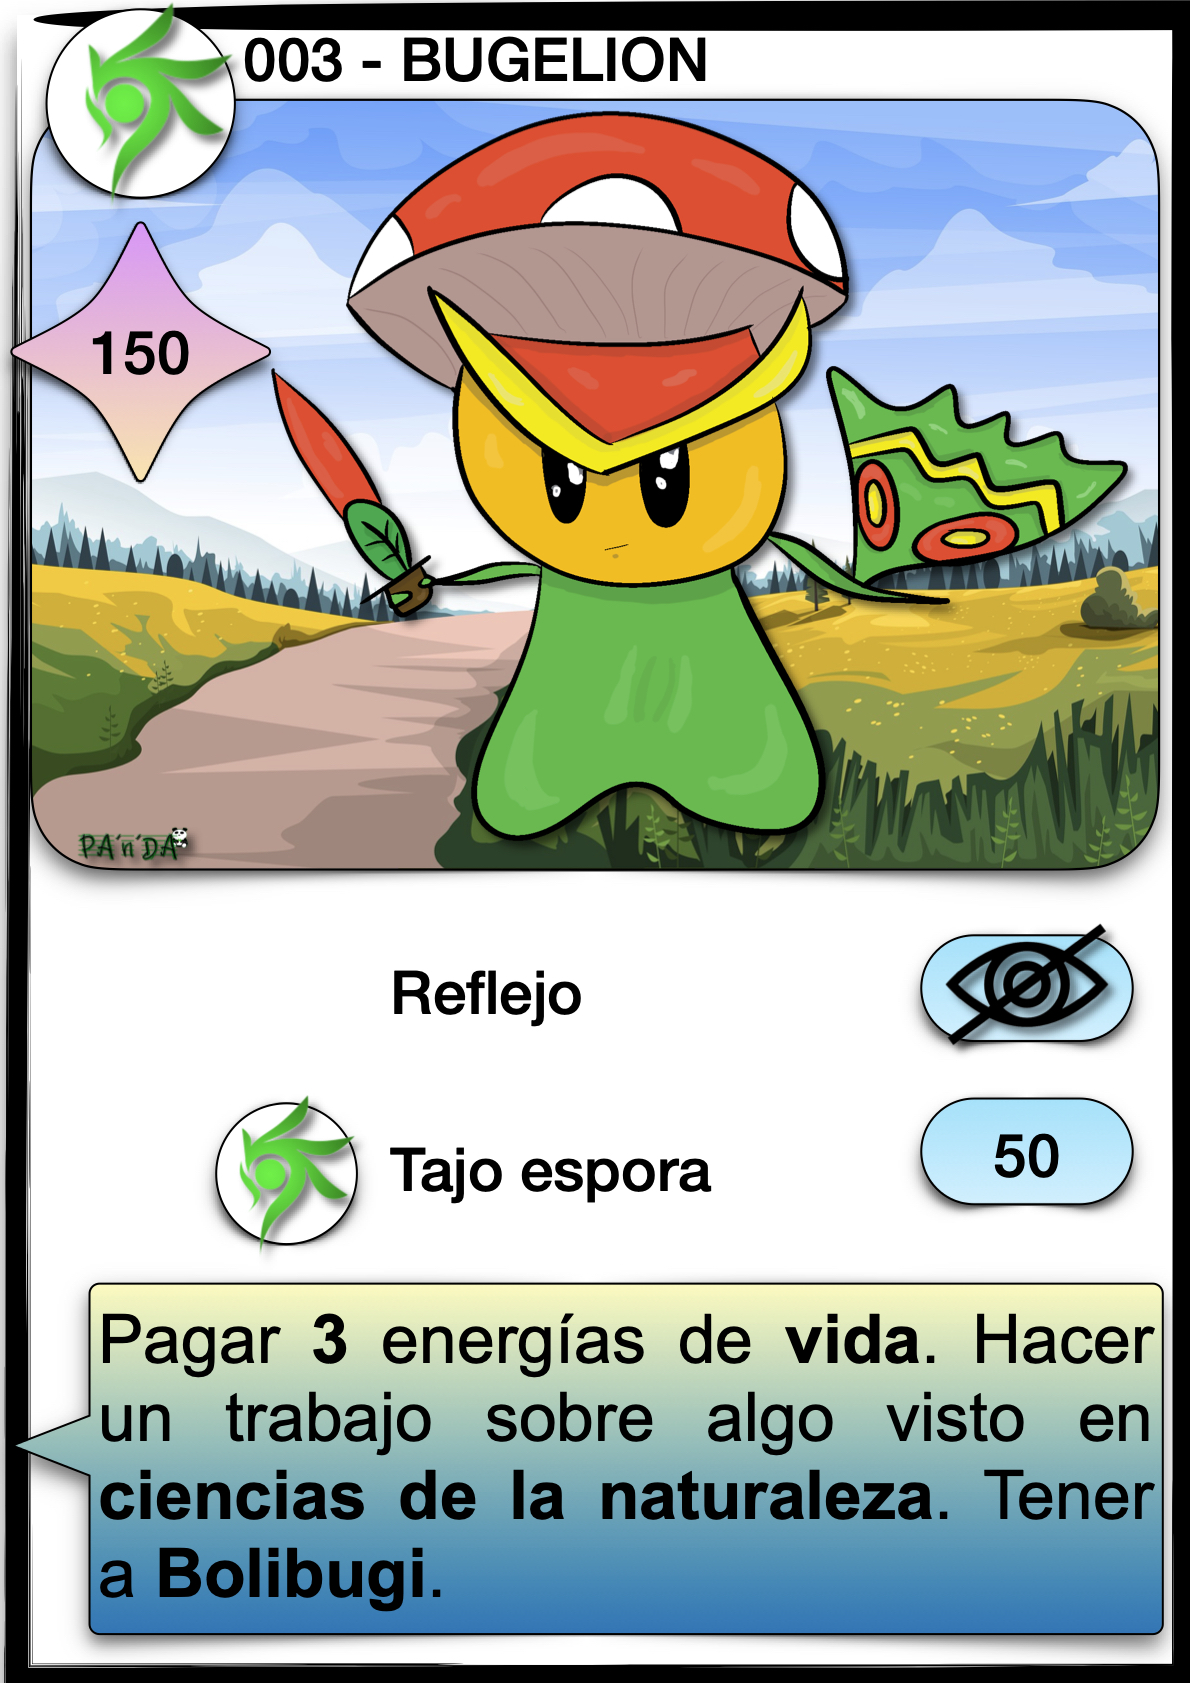 003 - BUGELION
150
PA'n'DA
Reflejo
Tajo espora
50
Pagar 3 energías de vida. Hacer
un trabajo sobre algo visto en
ciencias de la naturaleza. Tener
a Bolibugi.